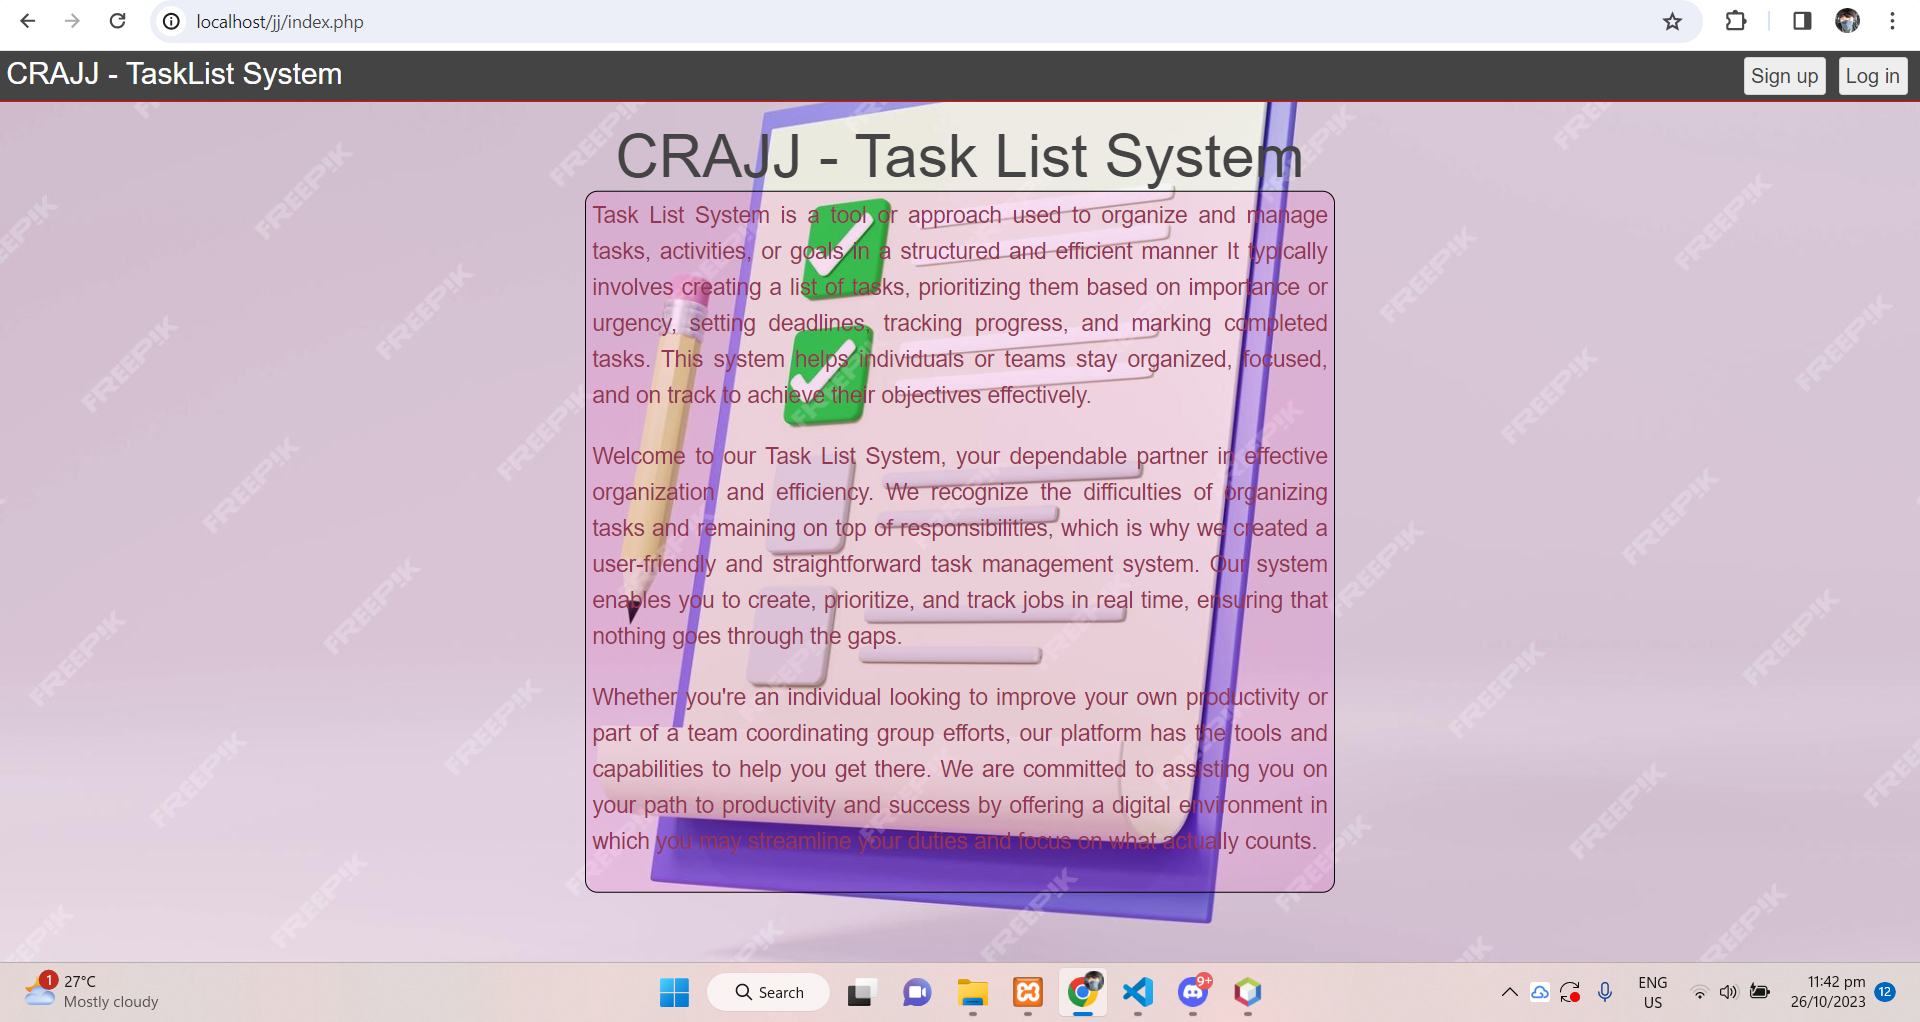 localhost/jj/index.php
CRAJJ - TaskList System
Sign up
Log in
CRAJJ - Task List System
Task List System is a tool or approach used to organize and manage
tasks, activities, or goals in a structured and efficient manner It typically
involves creating a list of tasks, prioritizing them based on importance or
urgency, setting deadlines, tracking progress, and marking completed
tasks. This system helps individuals or teams stay organized, focused,
and on track to achieve their objectives effectively.
Welcome to our Task List System, your dependable partner in effective
organization and efficiency. We recognize the difficulties of organizing
tasks and remaining on top of responsibilities, which is why we created a
user-friendly and straightforward task management system. Our system
enables you to create, prioritize, and track jobs in real time, ensuring that
nothing goes through the gaps.
Whether you're an individual looking to improve your own productivity or
part of a team coordinating group efforts, our platform has the tools and
capabilities to help you get there. We are committed to assisting you on
your path to productivity and success by offering a digital environment in
which you may streamline your duties and focus on what actually counts.
FREEPIK
1
27°C
Mostly cloudy
Search
9+
ENG
US
11:42 pm
26/10/2023
12